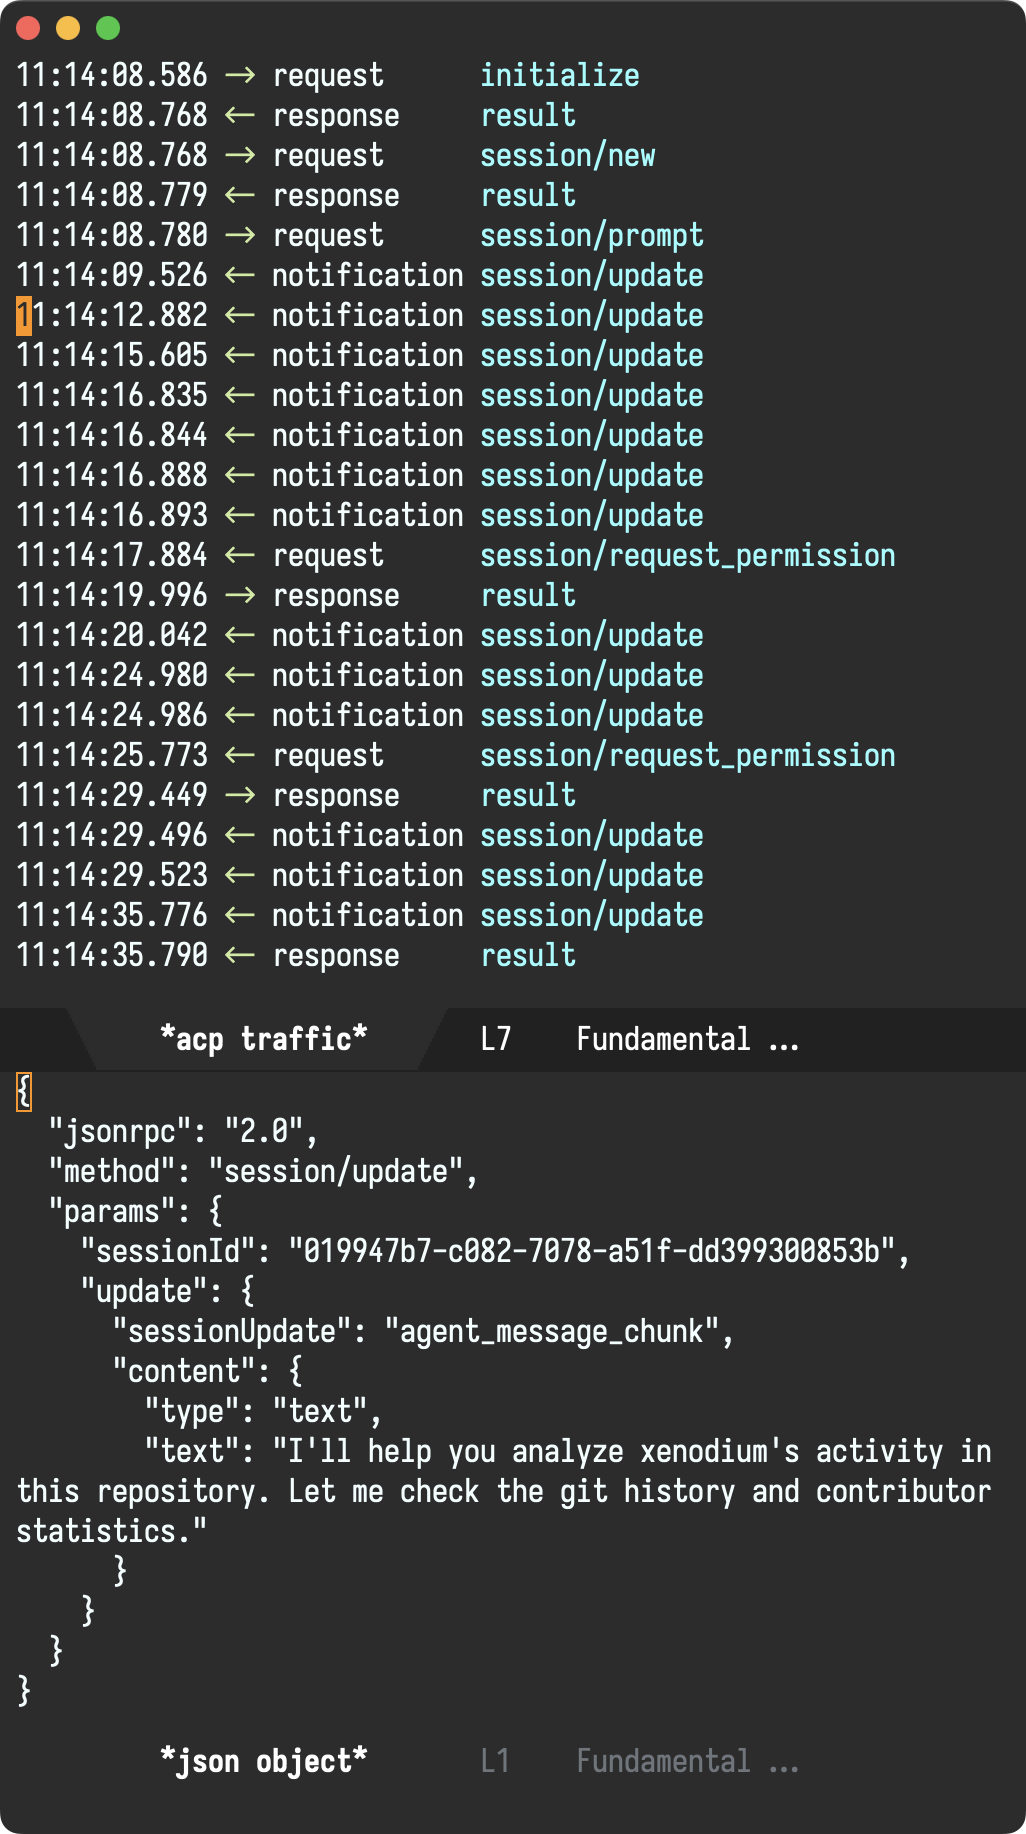 11:14:08.586 → request      initialize
11:14:08.768 ← response     result
11:14:08.768 → request      session/new
11:14:08.779 ← response     result
11:14:08.780 → request      session/prompt
11:14:09.526 ← notification session/update
11:14:12.882 ← notification session/update
11:14:15.605 ← notification session/update
11:14:16.835 ← notification session/update
11:14:16.844 ← notification session/update
11:14:16.888 ← notification session/update
11:14:16.893 ← notification session/update
11:14:17.884 ← request      session/request_permission
11:14:19.996 → response     result
11:14:20.042 ← notification session/update
11:14:24.980 ← notification session/update
11:14:24.986 ← notification session/update
11:14:25.773 ← request      session/request_permission
11:14:29.449 → response     result
11:14:29.496 ← notification session/update
11:14:29.523 ← notification session/update
11:14:35.776 ← notification session/update
11:14:35.790 ← response     result
*acp traffic*       L7    Fundamental ...
{
  "jsonrpc": "2.0",
  "method": "session/update",
  "params": {
    "sessionId": "019947b7-c082-7078-a51f-dd399300853b",
    "update": {
      "sessionUpdate": "agent_message_chunk",
      "content": {
        "type": "text",
        "text": "I'll help you analyze xenodium's activity in
this repository. Let me check the git history and contributor
statistics."
      }
    }
  }
}
*json object*       L1    Fundamental ...